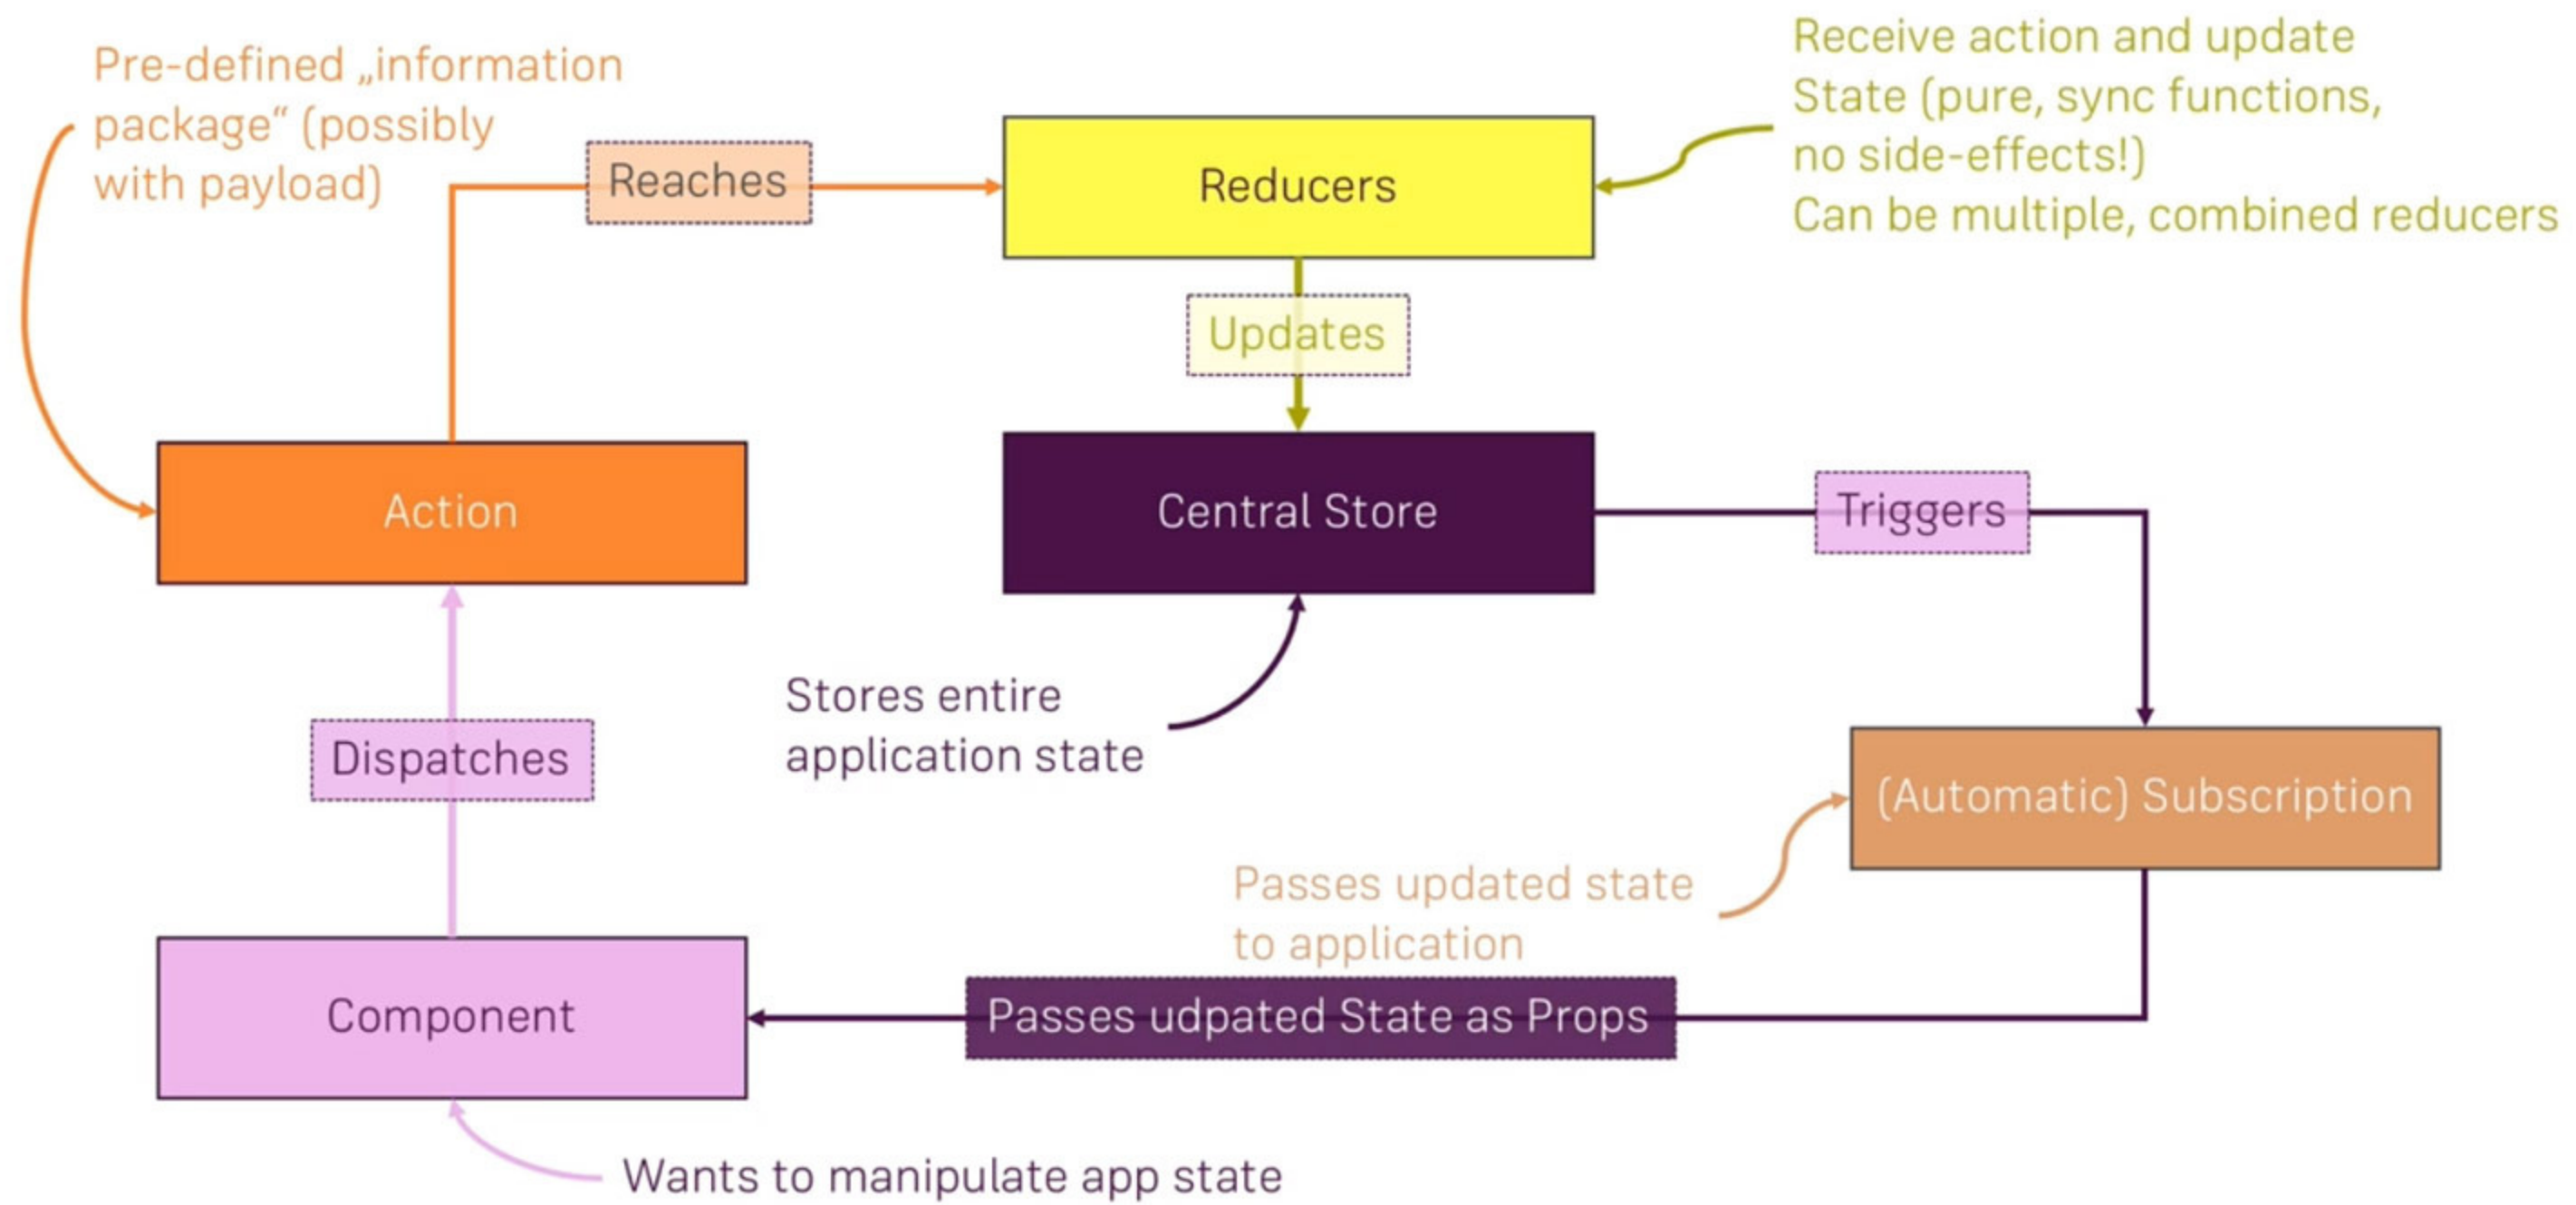 Pre-defined „information
package“ (possibly
with payload)
Reaches
Reducers
Receive action and update
State (pure, sync functions,
no side-effects!)
Can be multiple, combined reducers
Updates
Action
Central Store
Triggers
Dispatches
Stores entire
application state
(Automatic) Subscription
Passes updated state
to application
Component
Passes udpated State as Props
Wants to manipulate app state